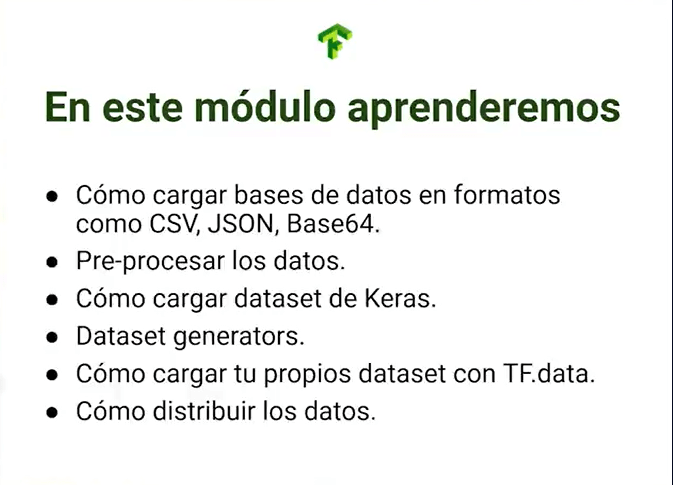 En este módulo aprenderemos
● Cómo cargar bases de datos en formatos
como CSV, JSON, Base64.
● Pre-procesar los datos.
● Cómo cargar dataset de Keras.
● Dataset generators.
● Cómo cargar tu propios dataset con TF.data.
● Cómo distribuir los datos.